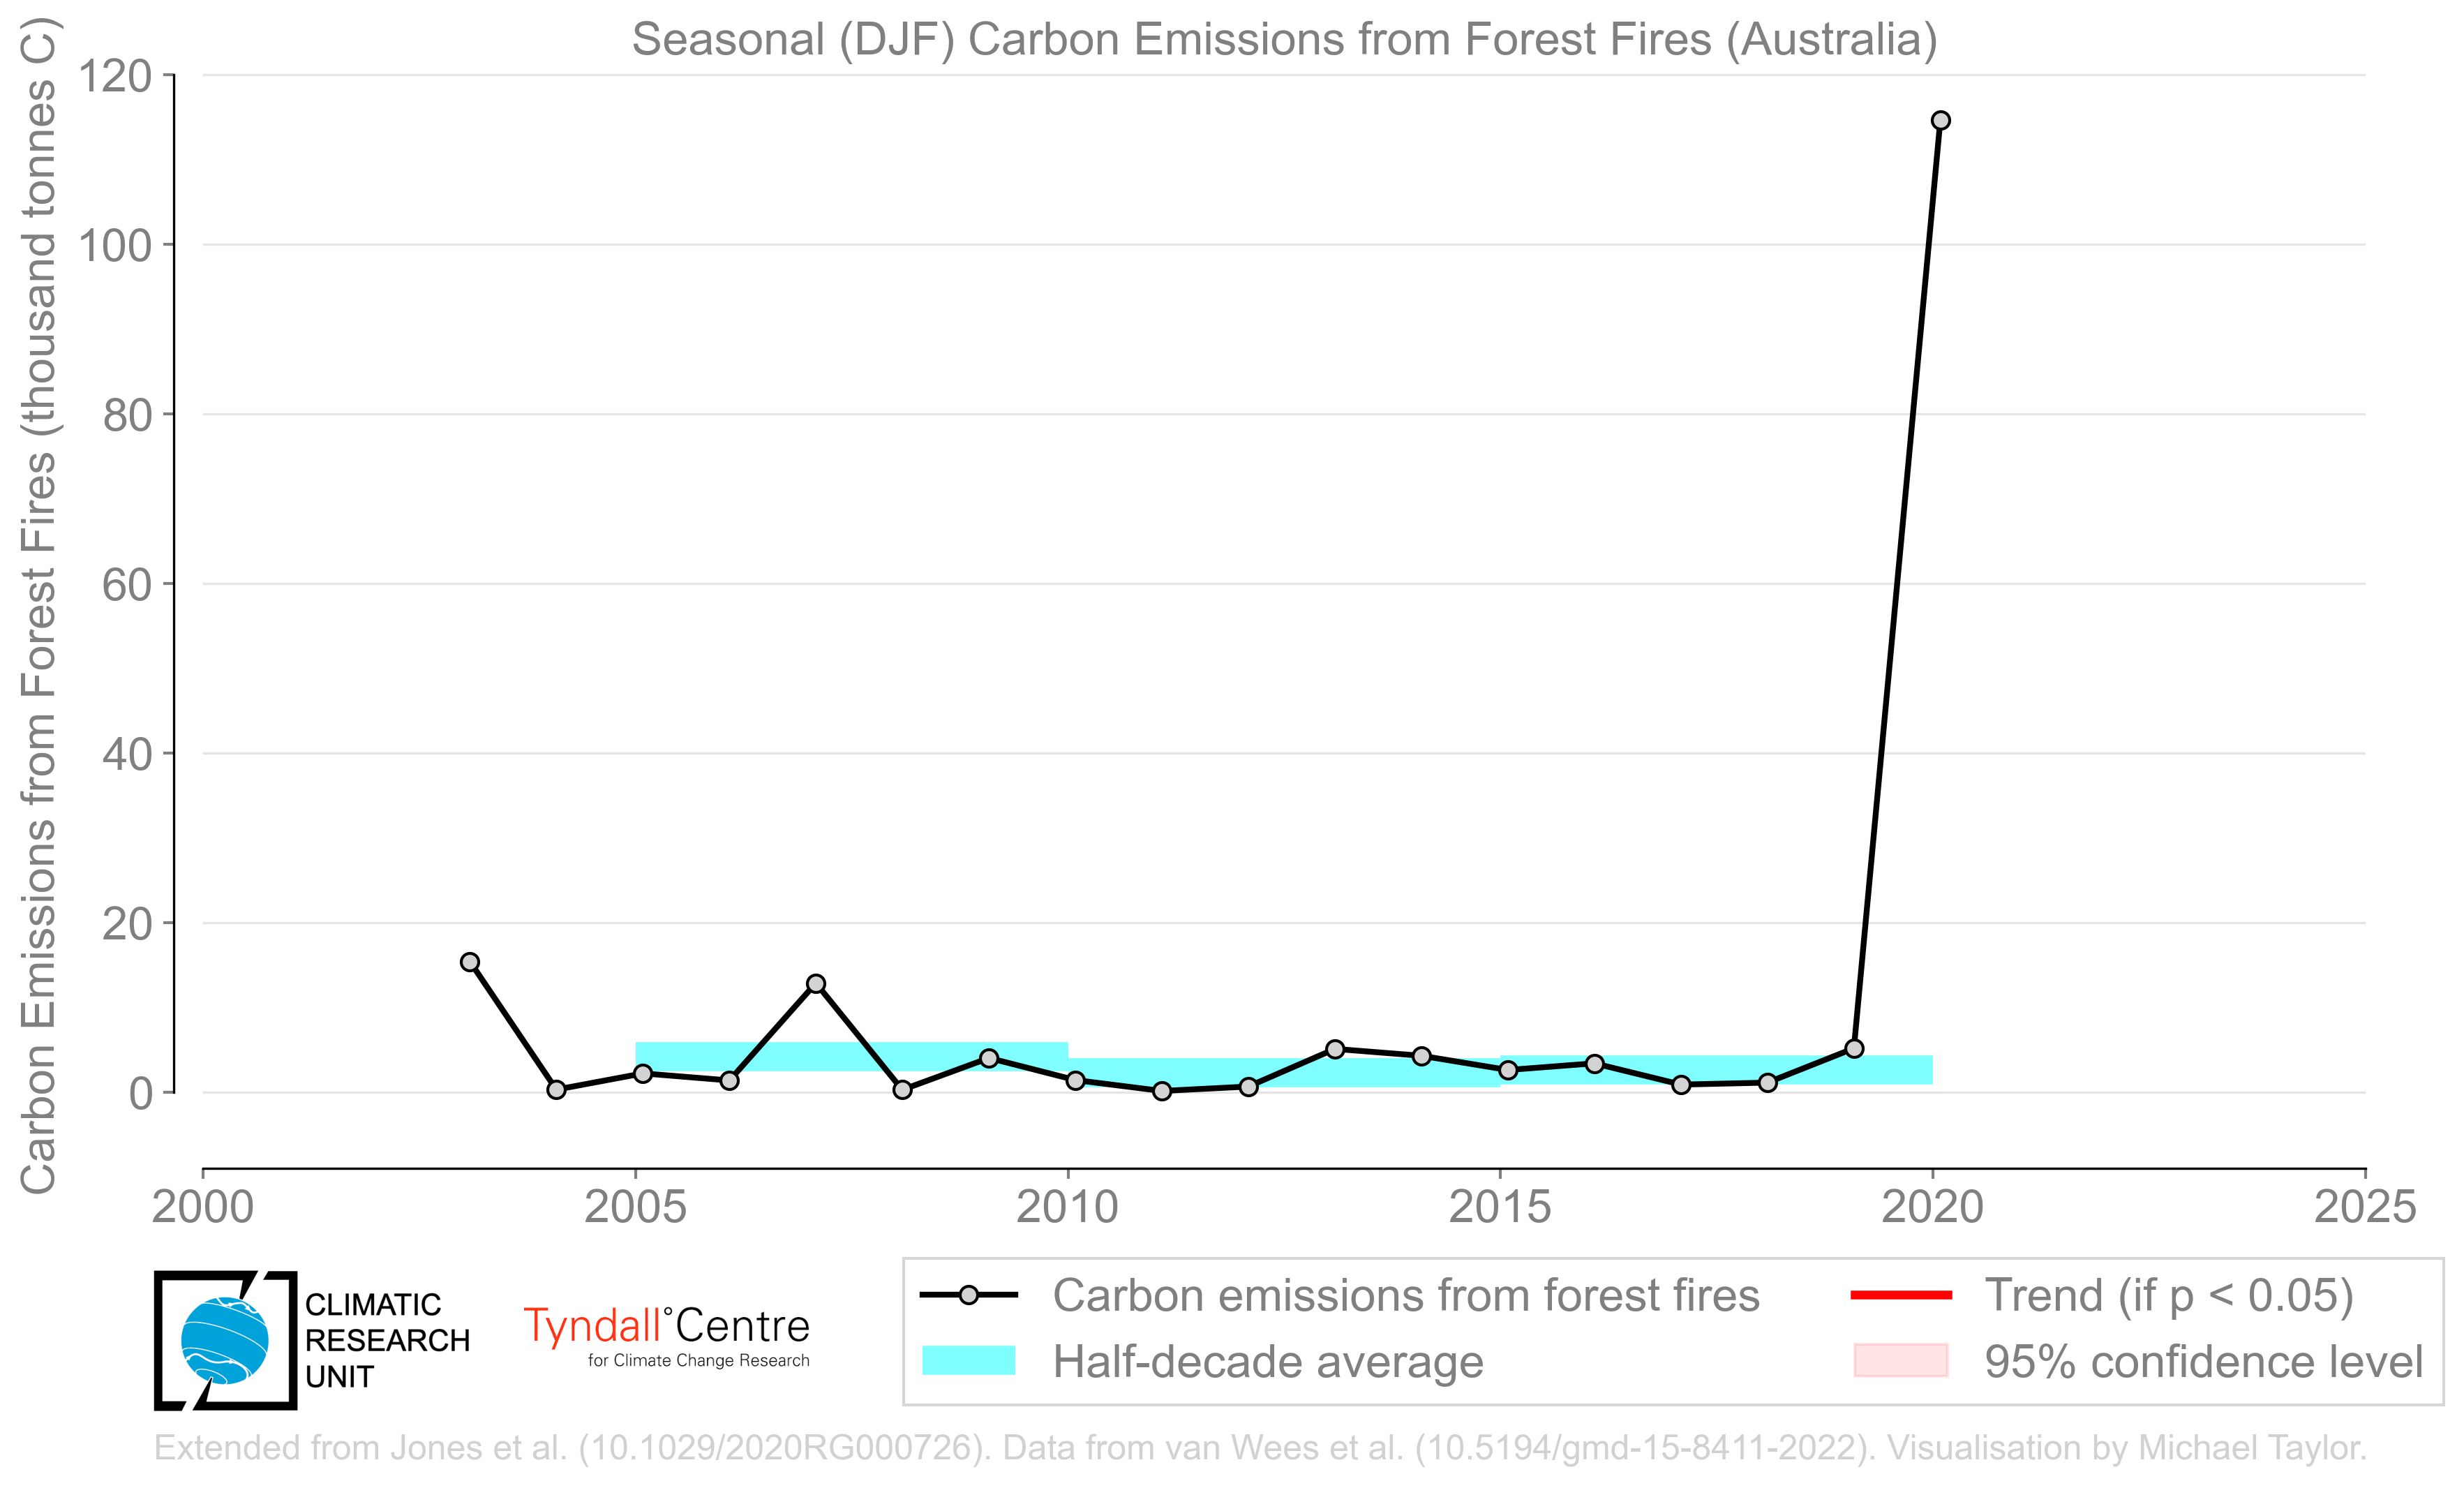 Seasonal (DJF) Carbon Emissions from Forest Fires (Australia)
Carbon Emissions from Forest Fires (thousand tonnes C)
120
100
80
60
40
20
0
2000 2005 2010 2015 2020 2025
CLIMATIC
RESEARCH
UNIT
Tyndall°Centre
for Climate Change Research
Carbon emissions from forest fires
Half-decade average
Trend (if p < 0.05)
95% confidence level
Extended from Jones et al. (10.1029/2020RG000726). Data from van Wees et al. (10.5194/gmd-15-8411-2022). Visualisation by Michael Taylor.